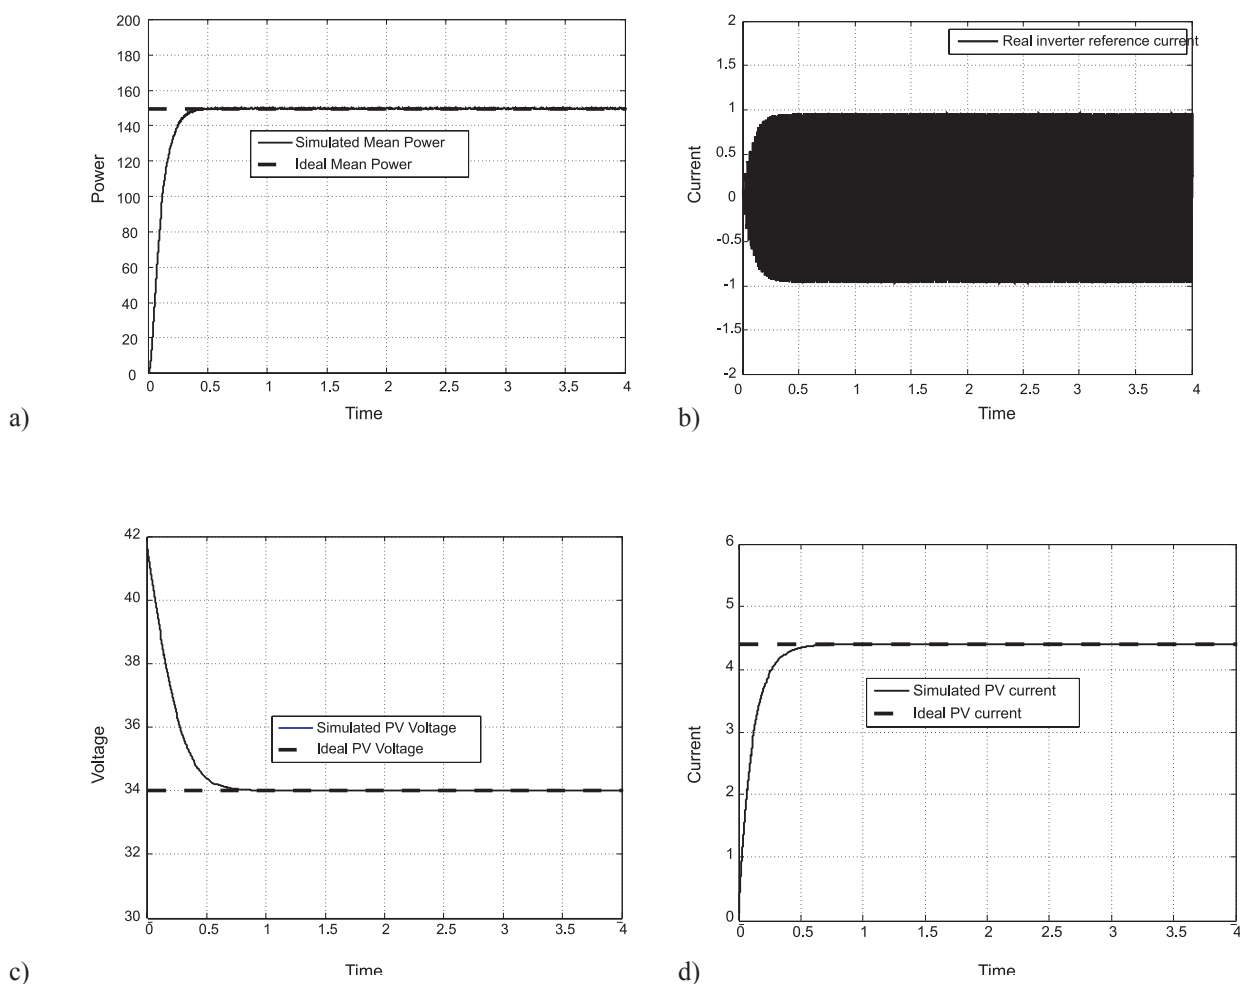 200
180
160
140
120
100
80
60
40
20
0
Power
Simulated Mean Power
Ideal Mean Power
0 0.5 1 1.5 2 2.5 3 3.5 4
Time
a)
2
1.5
1
0.5
0
-0.5
-1
-1.5
-2
Current
Real inverter reference current
0 0.5 1 1.5 2 2.5 3 3.5 4
Time
b)
42
40
38
36
34
32
30
Voltage
Simulated PV Voltage
Ideal PV Voltage
0 0.5 1 1.5 2 2.5 3 3.5 4
Time
c)
6
5
4
3
2
1
0
Current
Simulated PV current
Ideal PV current
0 0.5 1 1.5 2 2.5 3 3.5 4
Time
d)